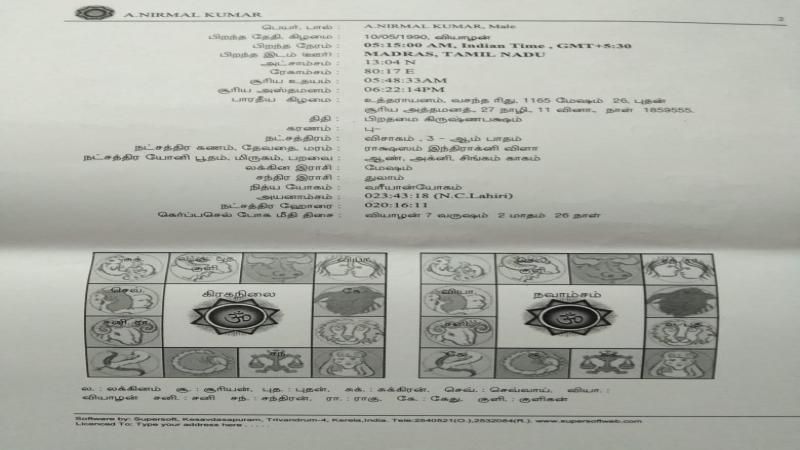 A.NIRMAL KUMAR
2
பெயர், பால் : A.NIRMAL KUMAR, Male
பிறந்த தேதி, கிழமை : 10/05/1990, வியாழன்
பிறந்த நேரம் : 05:15:00 AM, Indian Time , GMT+5:30
பிறந்த இடம் (ஊர்) : MADRAS, TAMIL NADU
அட்சாம்சம் : 13:04 N
ரேகாம்சம் : 80:17 E
சூரிய உதயம் : 05:48:33AM
சூரிய அஸ்தமனம் : 06:22:14PM
பாரதீய கிழமை : உத்தராயனம், வசந்த ரிது, 1165 மேஷம் 26, புதன்
சூரிய அத்தமனத், 27 நாழி, 11 வினா., நாள் 1859555.
திதி : பிறதமை கிருஷ்ணபக்ஷம்
கரணம் : பு–
நட்சத்திரம் : விசாகம் , 3 - ஆம் பாதம்
நட்சத்திர கணம், தேவதை, மரம் : ராக்ஷஸம் இந்திராக்னி விளா
நட்சத்திர யோனி பூதம், மிருகம், பறவை : ஆண், அக்னி, சிங்கம் காகம்
லக்கின இராசி : மேஷம்
சந்திர இராசி : துலாம்
நித்ய யோகம் : வரீயான்யோகம்
அயனாம்சம் : 023:43:18 (N.C.Lahiri)
நட்சத்திர ஹோரை : 020:16:11
கெர்ப்பசெல் போக மீதி திசை : வியாழன் 7 வருஷம் 2 மாதம் 26 நாள்
சுக்.
குளி
வியா.
செவ்.
கிரகநிலை
கே.
சனி. ரா.
சந்.
செவ்.
குளி
வியா.
நவாம்சம்
சனி.
கே.
ல. : லக்கினம் சூ. : சூரியன், புத. : புதன், சுக். : சுக்கிரன், செவ். : செவ்வாய், வியா. :
வியாழன் சனி. : சனி சந். : சந்திரன், ரா. : ராகு, கே. : கேது, குளி. : குளிகன்
Software by: Supersoft, Kesavdasapuram, Trivandrum-4, Kerela,India. Tele:2540521(O.),2532084(R.). www.supersoftweb.com
Licenced To: Type your address here . . . . .